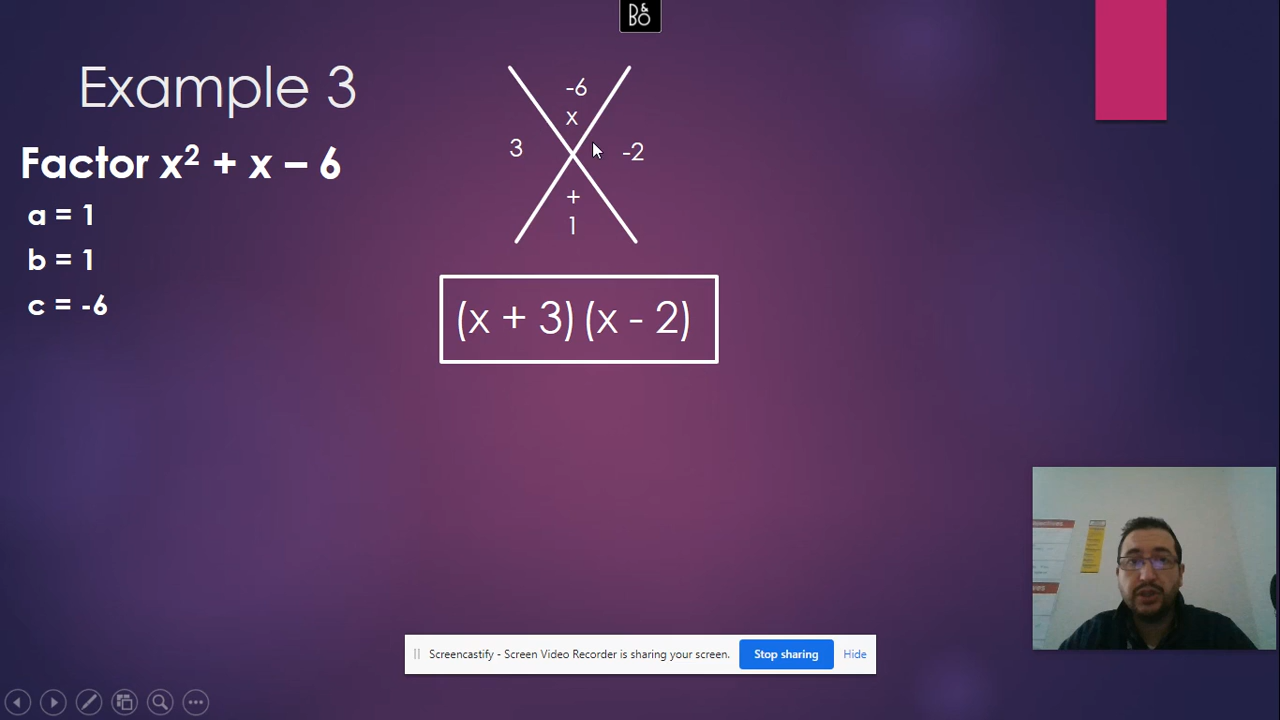 B&O
Example 3
Factor x² + x – 6
a = 1
b = 1
c = -6
-6
x
3
-2
+
1
(x + 3)(x - 2)
Screencastify - Screen Video Recorder is sharing your screen.
Stop sharing
Hide